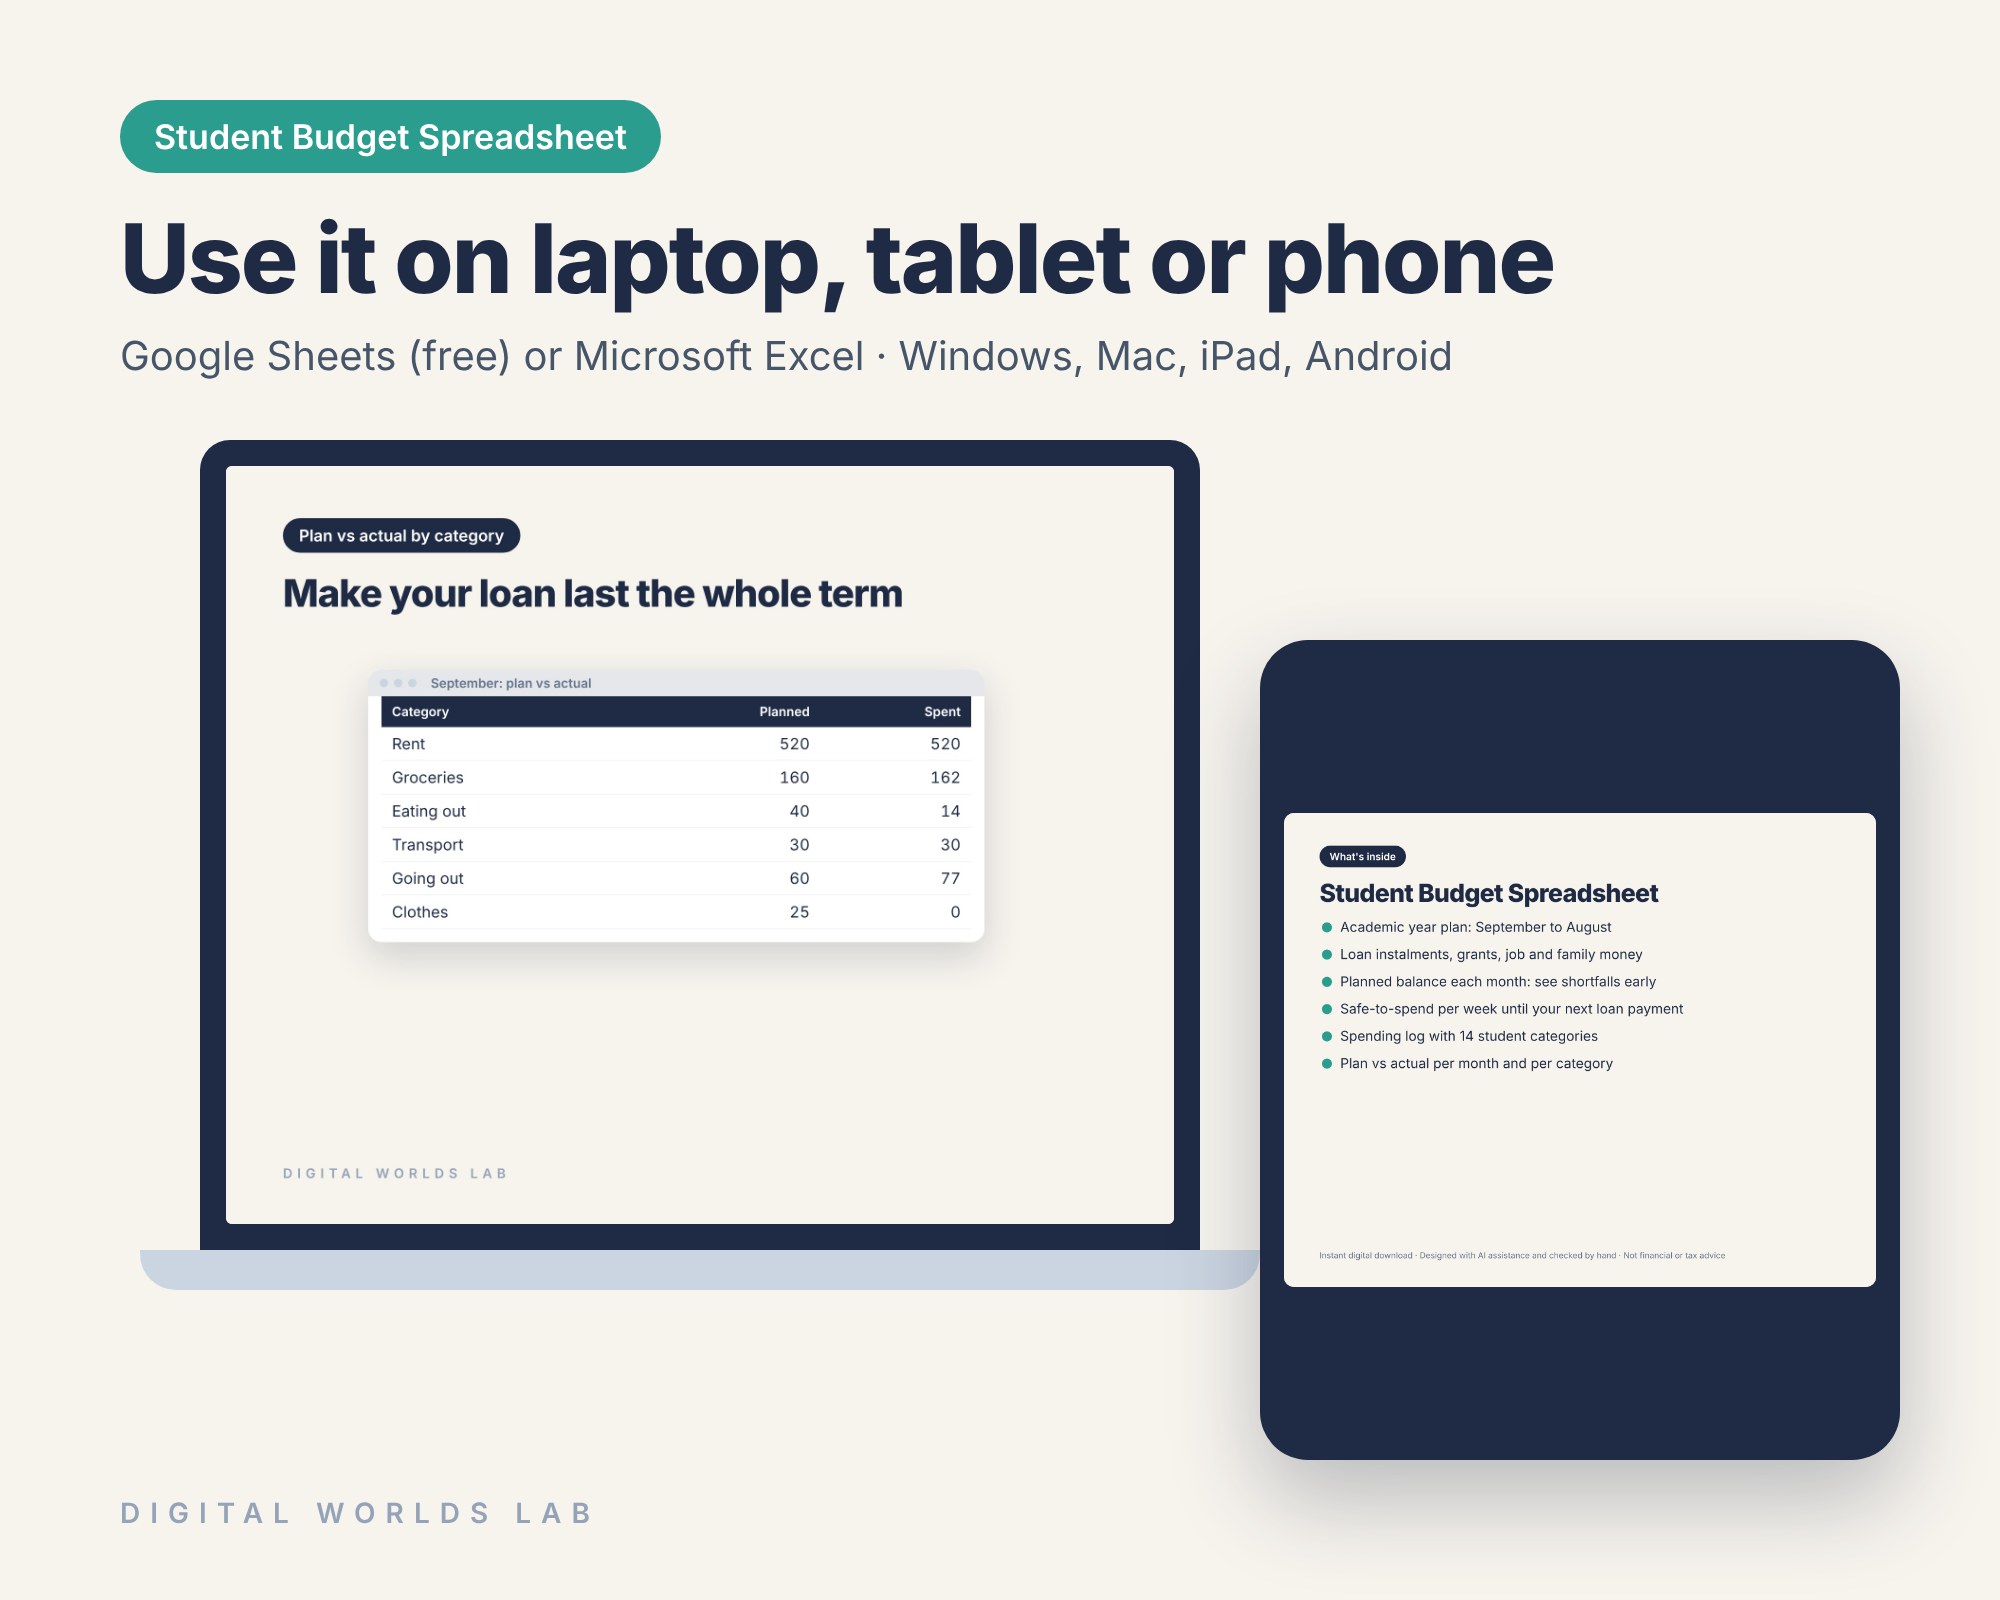 Student Budget Spreadsheet
Use it on laptop, tablet or phone
Google Sheets (free) or Microsoft Excel · Windows, Mac, iPad, Android
Plan vs actual by category
Make your loan last the whole term
September: plan vs actual
Category Planned Spent
Rent 520 520
Groceries 160 162
Eating out 40 14
Transport 30 30
Going out 60 77
Clothes 25 0
DIGITAL WORLDS LAB
What's inside
Student Budget Spreadsheet
Academic year plan: September to August
Loan instalments, grants, job and family money
Planned balance each month: see shortfalls early
Safe-to-spend per week until your next loan payment
Spending log with 14 student categories
Plan vs actual per month and per category
Instant digital download · Designed with AI assistance and checked by hand · Not financial or tax advice
DIGITAL WORLDS LAB